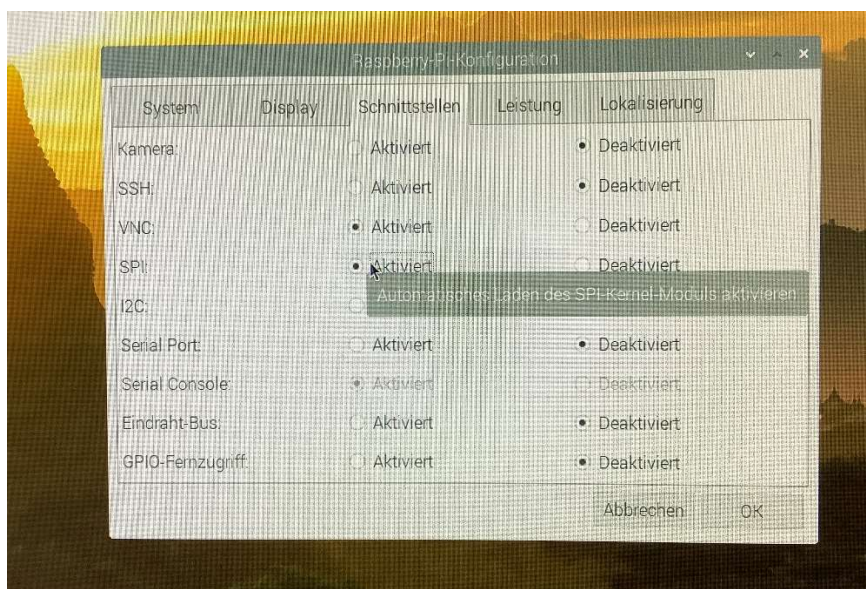 Raspberry-Pi-Konfiguration
System Display Schnittstellen Leistung Lokalisierung
Kamera: Aktiviert Deaktiviert
SSH: Aktiviert Deaktiviert
VNC: Aktiviert Deaktiviert
SPI: Aktiviert Deaktiviert
Automatisches Laden des SPI-Kernel-Moduls aktivieren
I2C:
Serial Port: Aktiviert Deaktiviert
Serial Console: Aktiviert Deaktiviert
Eindraht-Bus: Aktiviert Deaktiviert
GPIO-Fernzugriff: Aktiviert Deaktiviert
Abbrechen OK